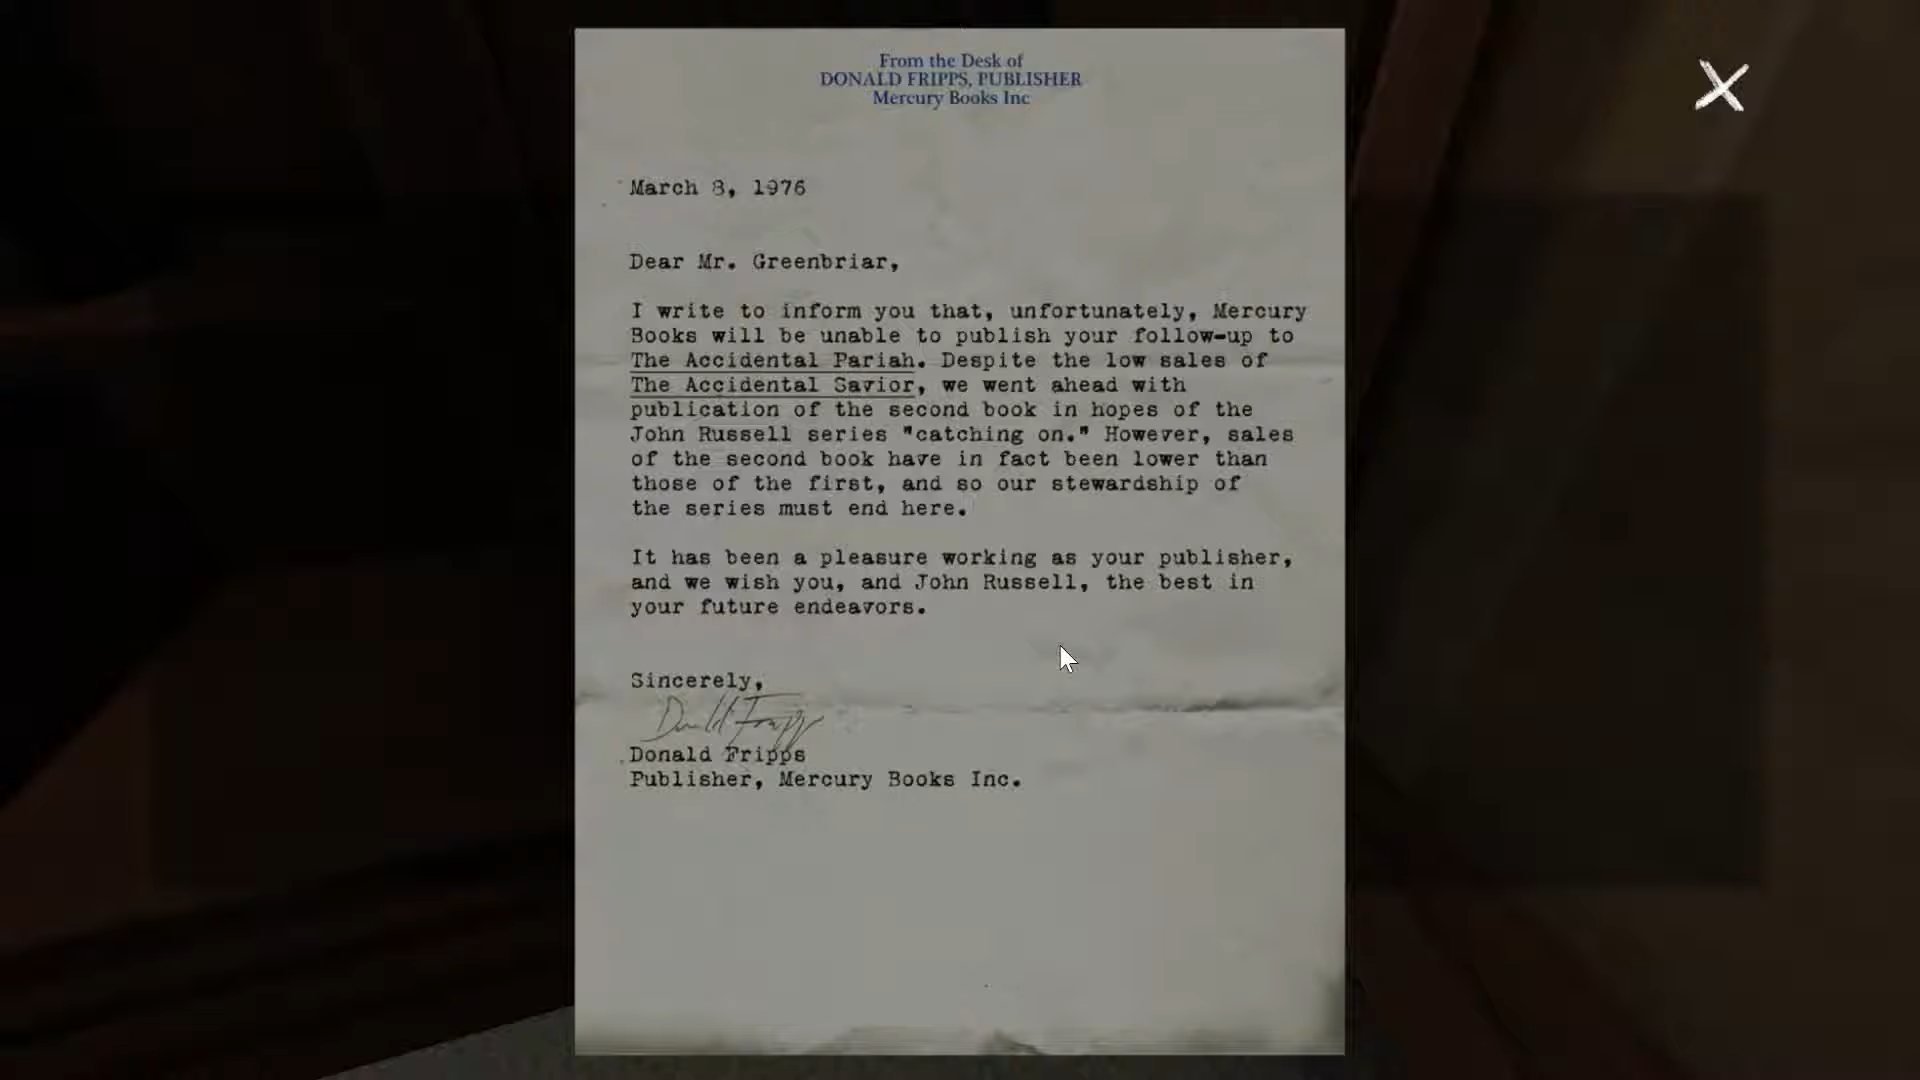 From the Desk of
DONALD FRIPPS, PUBLISHER
Mercury Books Inc
March 8, 1976
Dear Mr. Greenbriar,
I write to inform you that, unfortunately, Mercury
Books will be unable to publish your follow-up to
The Accidental Pariah. Despite the low sales of
The Accidental Savior, we went ahead with
publication of the second book in hopes of the
John Russell series "catching on." However, sales
of the second book have in fact been lower than
those of the first, and so our stewardship of
the series must end here.
It has been a pleasure working as your publisher,
and we wish you, and John Russell, the best in
your future endeavors.
Sincerely,
Donald Fripps
Donald Fripps
Publisher, Mercury Books Inc.